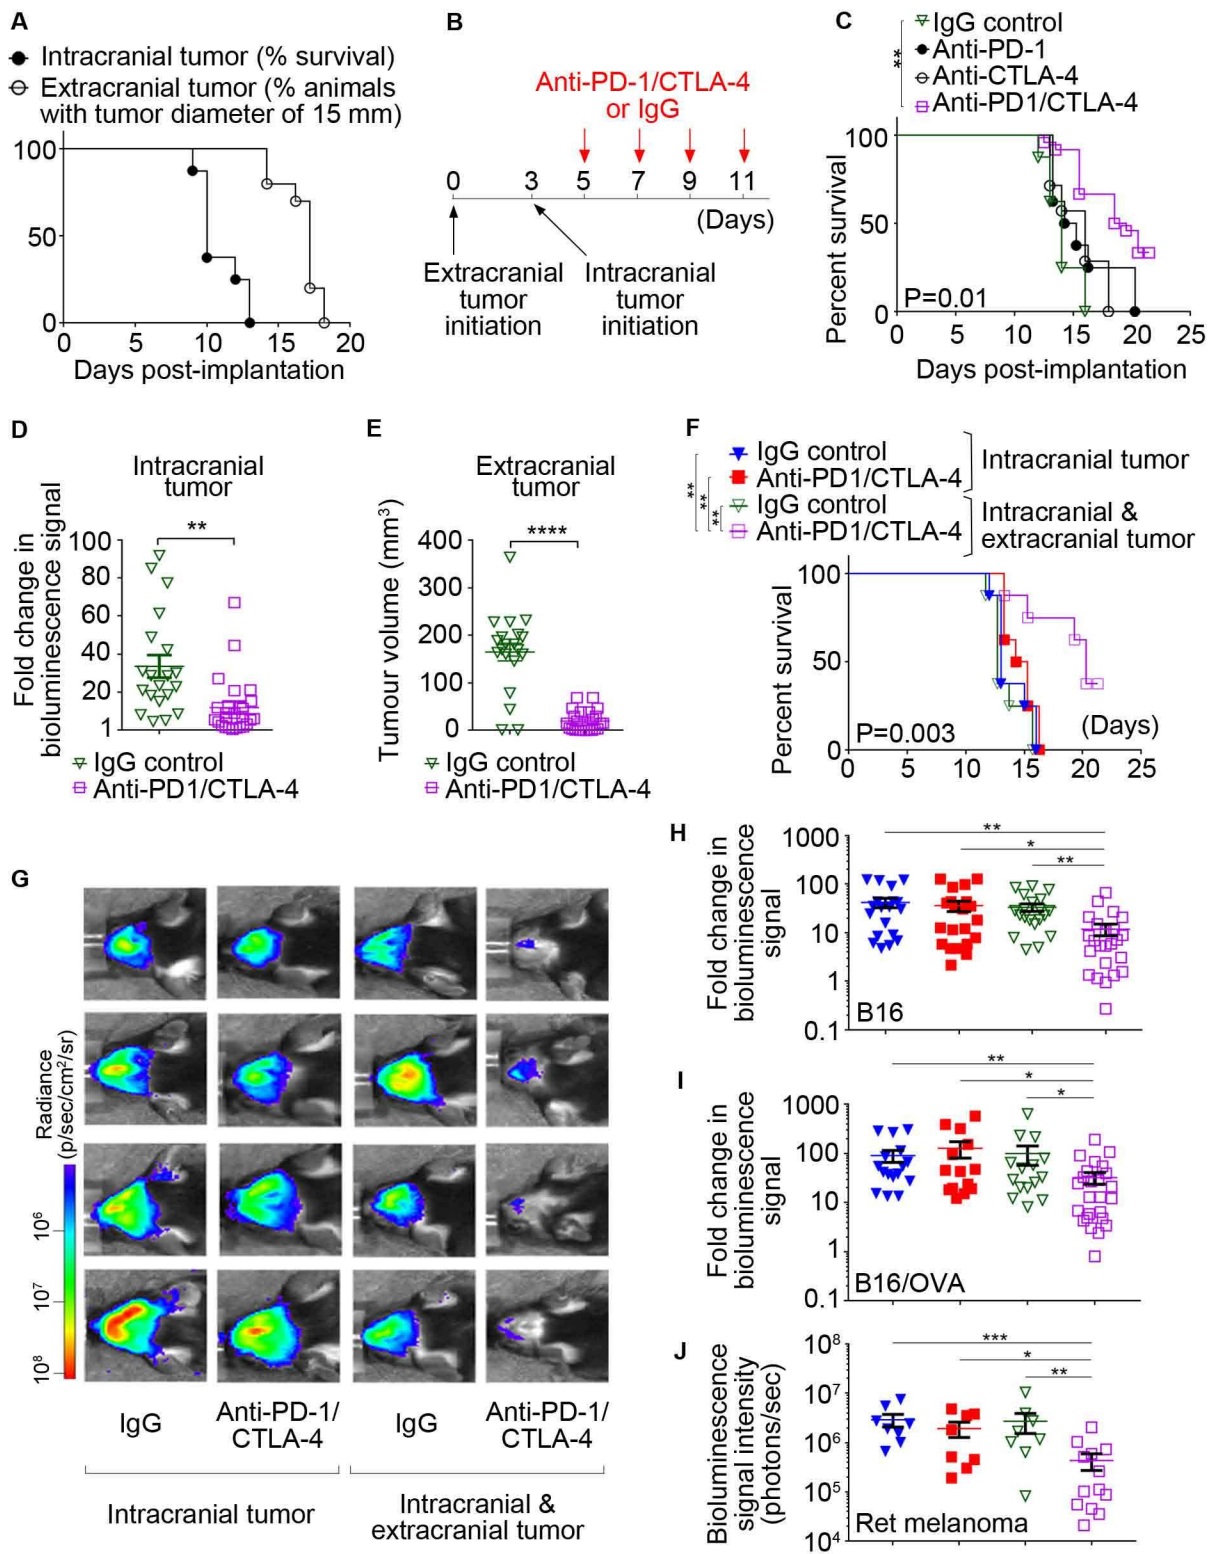 A
Intracranial tumor (% survival)
Extracranial tumor (% animals
with tumor diameter of 15 mm)
100
50
0
0 5 10 15 20
Days post-implantation
B
Anti-PD-1/CTLA-4
or IgG
0 3 5 7 9 11
(Days)
Extracranial
tumor
initiation
Intracranial
tumor
initiation
C
**
IgG control
Anti-PD-1
Anti-CTLA-4
Anti-PD1/CTLA-4
Percent survival
100
50
0
P=0.01
0 5 10 15 20 25
Days post-implantation
D
Intracranial
tumor
Fold change in
bioluminescence signal
**
100
80
60
40
20
1
IgG control
Anti-PD1/CTLA-4
E
Extracranial
tumor
Tumour volume (mm³)
****
400
300
200
100
0
IgG control
Anti-PD1/CTLA-4
F
** ** **
IgG control
Anti-PD1/CTLA-4
Intracranial tumor
IgG control
Anti-PD1/CTLA-4
Intracranial &
extracranial tumor
Percent survival
100
50
0
P=0.003
(Days)
0 5 10 15 20 25
G
Radiance
(p/sec/cm²/sr)
10⁶
10⁷
10⁸
IgG
Anti-PD-1/
CTLA-4
IgG
Anti-PD-1/
CTLA-4
Intracranial tumor
Intracranial &
extracranial tumor
H
Fold change in
bioluminescence
signal
**
*
**
1000
100
10
1
0.1
B16
I
Fold change in
bioluminescence
signal
**
*
*
1000
100
10
1
0.1
B16/OVA
J
Bioluminescence
signal intensity
(photons/sec)
***
*
**
10⁸
10⁷
10⁶
10⁵
10⁴
Ret melanoma